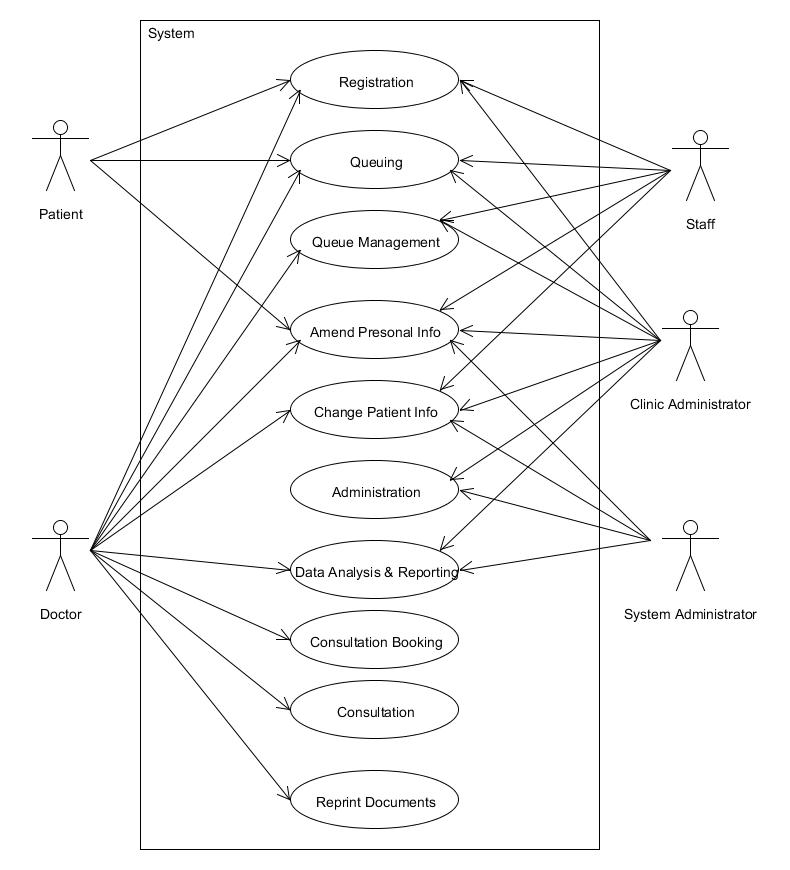 System
Registration
Queuing
Patient
Staff
Queue Management
Amend Presonal Info
Clinic Administrator
Change Patient Info
Administration
Data Analysis & Reporting
Doctor
System Administrator
Consultation Booking
Consultation
Reprint Documents